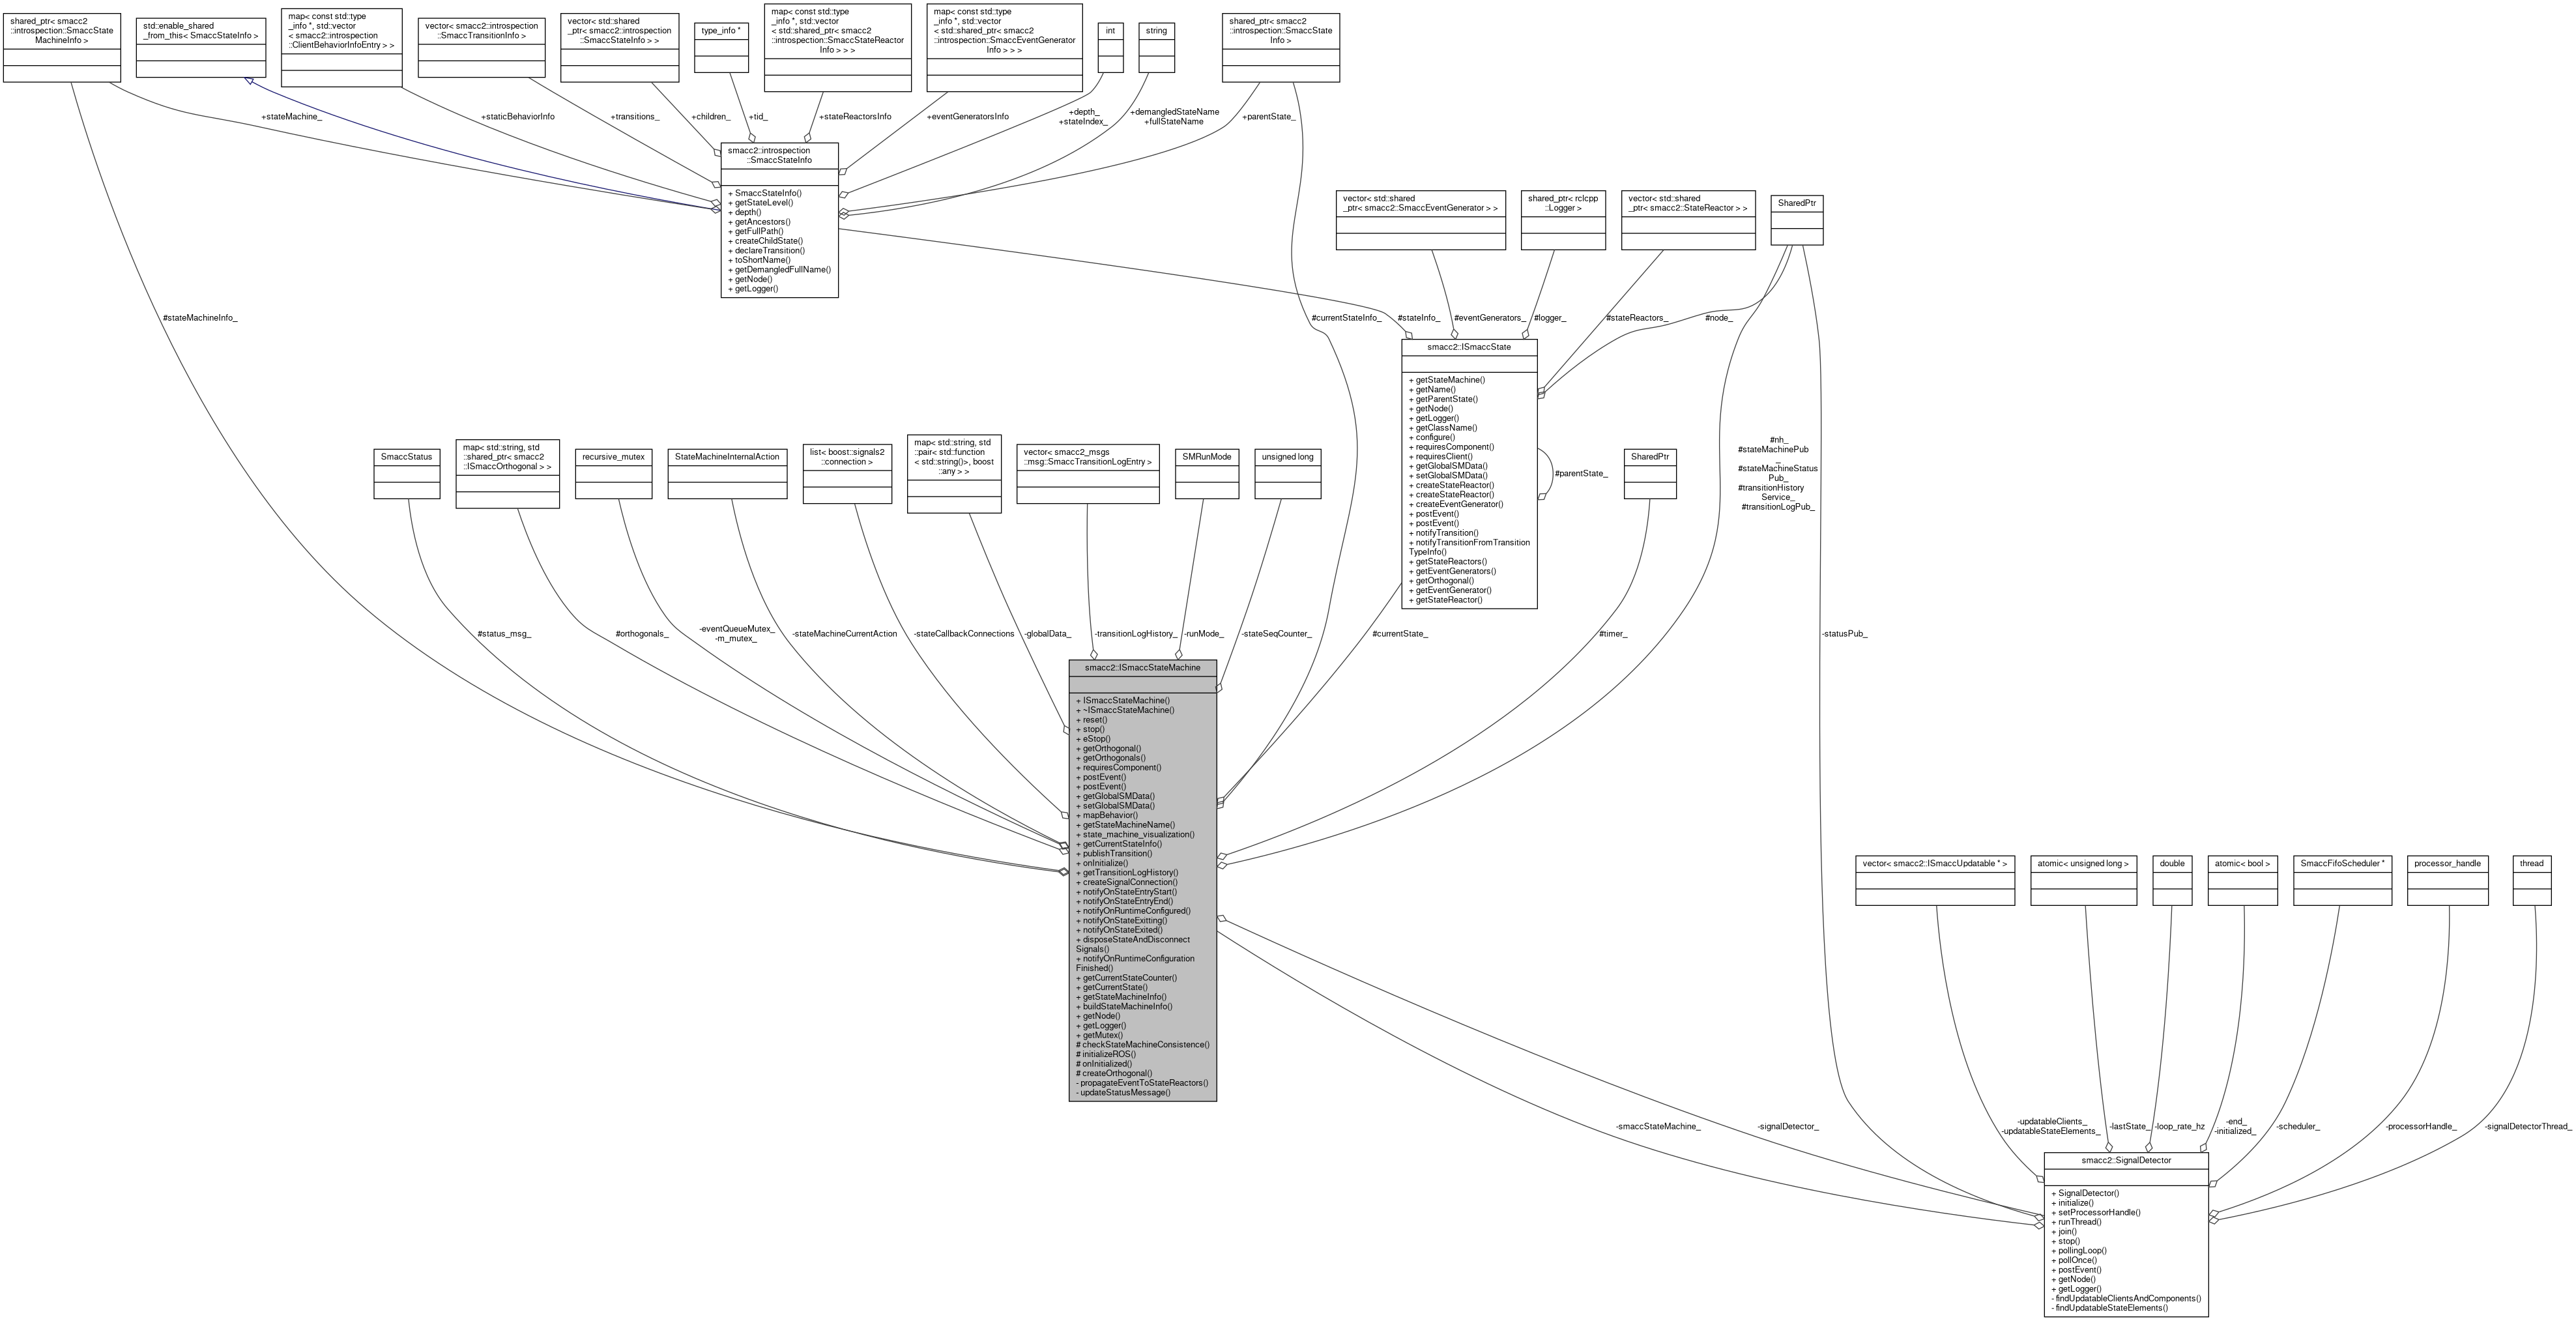 shared_ptr< smacc2
::introspection::SmaccState
MachineInfo >
std::enable_shared
_from_this< SmaccStateInfo >
map< const std::type
_info *, std::vector
< smacc2::introspection
::ClientBehaviorInfoEntry > >
vector< smacc2::introspection
::SmaccTransitionInfo >
vector< std::shared
_ptr< smacc2::introspection
::SmaccStateInfo > >
type_info *
map< const std::type
_info *, std::vector
< std::shared_ptr< smacc2
::introspection::SmaccStateReactor
Info > > >
map< const std::type
_info *, std::vector
< std::shared_ptr< smacc2
::introspection::SmaccEventGenerator
Info > > >
int
string
shared_ptr< smacc2
::introspection::SmaccState
Info >
+stateMachine_
+staticBehaviorInfo
+transitions_
+children_
+tid_
+stateReactorsInfo
+eventGeneratorsInfo
+depth_
+stateIndex_
+demangledStateName
+fullStateName
+parentState_
smacc2::introspection
::SmaccStateInfo
+ SmaccStateInfo()
+ getStateLevel()
+ depth()
+ getAncestors()
+ getFullPath()
+ createChildState()
+ declareTransition()
+ toShortName()
+ getDemangledFullName()
+ getNode()
+ getLogger()
vector< std::shared
_ptr< smacc2::SmaccEventGenerator > >
shared_ptr< rclcpp
::Logger >
vector< std::shared
_ptr< smacc2::StateReactor > >
SharedPtr
#stateMachineInfo_
#currentStateInfo_
#stateInfo_
#eventGenerators_
#logger_
#stateReactors_
#node_
smacc2::ISmaccState
+ getStateMachine()
+ getName()
+ getParentState()
+ getNode()
+ getLogger()
+ getClassName()
+ configure()
+ requiresComponent()
+ requiresClient()
+ getGlobalSMData()
+ setGlobalSMData()
+ createStateReactor()
+ createStateReactor()
+ createEventGenerator()
+ postEvent()
+ postEvent()
+ notifyTransition()
+ notifyTransitionFromTransition
TypeInfo()
+ getStateReactors()
+ getEventGenerators()
+ getOrthogonal()
+ getEventGenerator()
+ getStateReactor()
#parentState_
#nh_
#stateMachinePub
_
#stateMachineStatus
Pub_
#transitionHistory
Service_
#transitionLogPub_
SmaccStatus
map< std::string, std
::shared_ptr< smacc2
::ISmaccOrthogonal > >
recursive_mutex
StateMachineInternalAction
list< boost::signals2
::connection >
map< std::string, std
::pair< std::function
< std::string()>, boost
::any > >
vector< smacc2_msgs
::msg::SmaccTransitionLogEntry >
SMRunMode
unsigned long
SharedPtr
#status_msg_
#orthogonals_
-eventQueueMutex_
-m_mutex_
-stateMachineCurrentAction
-stateCallbackConnections
-globalData_
-transitionLogHistory_
-runMode_
-stateSeqCounter_
#currentState_
#timer_
-statusPub_
smacc2::ISmaccStateMachine
+ ISmaccStateMachine()
+ ~ISmaccStateMachine()
+ reset()
+ stop()
+ eStop()
+ getOrthogonal()
+ getOrthogonals()
+ requiresComponent()
+ postEvent()
+ postEvent()
+ getGlobalSMData()
+ setGlobalSMData()
+ mapBehavior()
+ getStateMachineName()
+ state_machine_visualization()
+ getCurrentStateInfo()
+ publishTransition()
+ onInitialize()
+ getTransitionLogHistory()
+ createSignalConnection()
+ notifyOnStateEntryStart()
+ notifyOnStateEntryEnd()
+ notifyOnRuntimeConfigured()
+ notifyOnStateExitting()
+ notifyOnStateExited()
+ disposeStateAndDisconnect
Signals()
+ notifyOnRuntimeConfiguration
Finished()
+ getCurrentStateCounter()
+ getCurrentState()
+ getStateMachineInfo()
+ buildStateMachineInfo()
+ getNode()
+ getLogger()
+ getMutex()
# checkStateMachineConsistence()
# initializeROS()
# onInitialized()
# createOrthogonal()
- propagateEventToStateReactors()
- updateStatusMessage()
vector< smacc2::ISmaccUpdatable * >
atomic< unsigned long >
double
atomic< bool >
SmaccFifoScheduler *
processor_handle
thread
-smaccStateMachine_
-signalDetector_
-updatableClients_
-updatableStateElements_
-lastState_
-loop_rate_hz
-end_
-initialized_
-scheduler_
-processorHandle_
-signalDetectorThread_
smacc2::SignalDetector
+ SignalDetector()
+ initialize()
+ setProcessorHandle()
+ runThread()
+ join()
+ stop()
+ pollingLoop()
+ pollOnce()
+ postEvent()
+ getNode()
+ getLogger()
- findUpdatableClientsAndComponents()
- findUpdatableStateElements()